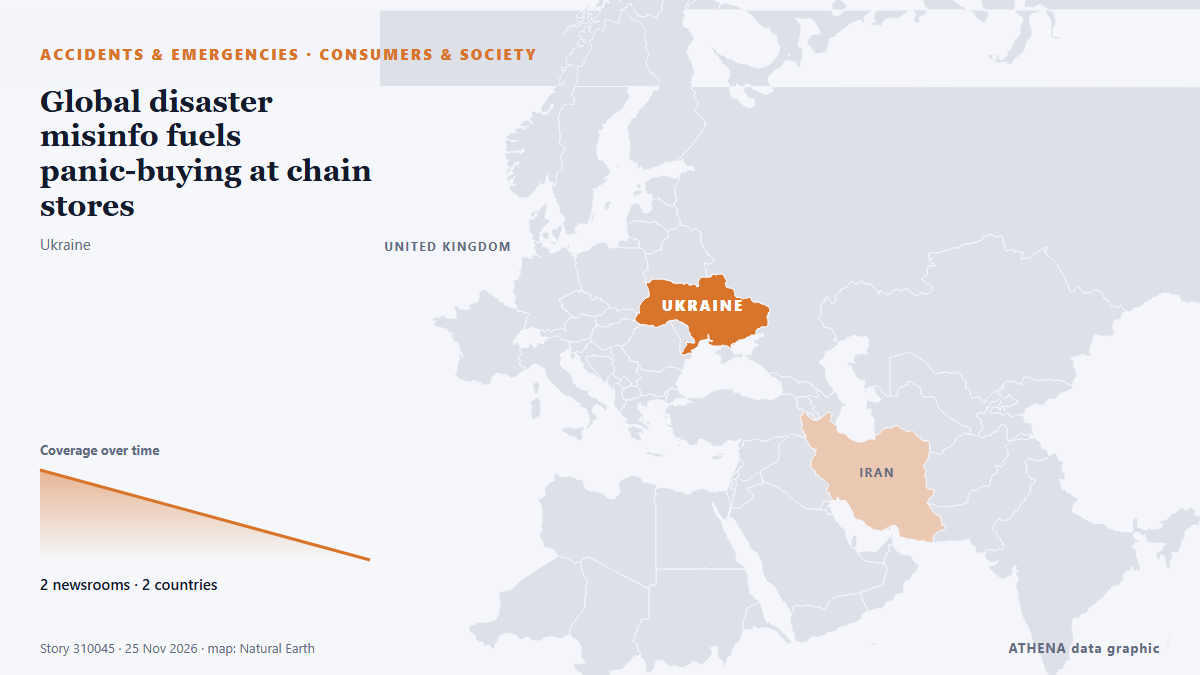 ACCIDENTS & EMERGENCIES · CONSUMERS & SOCIETY
Global disaster
misinfo fuels
panic-buying at chain
stores
Ukraine
UNITED KINGDOM
UKRAINE
IRAN
Coverage over time
2 newsrooms · 2 countries
Story 310045 · 25 Nov 2026 · map: Natural Earth
ATHENA data graphic